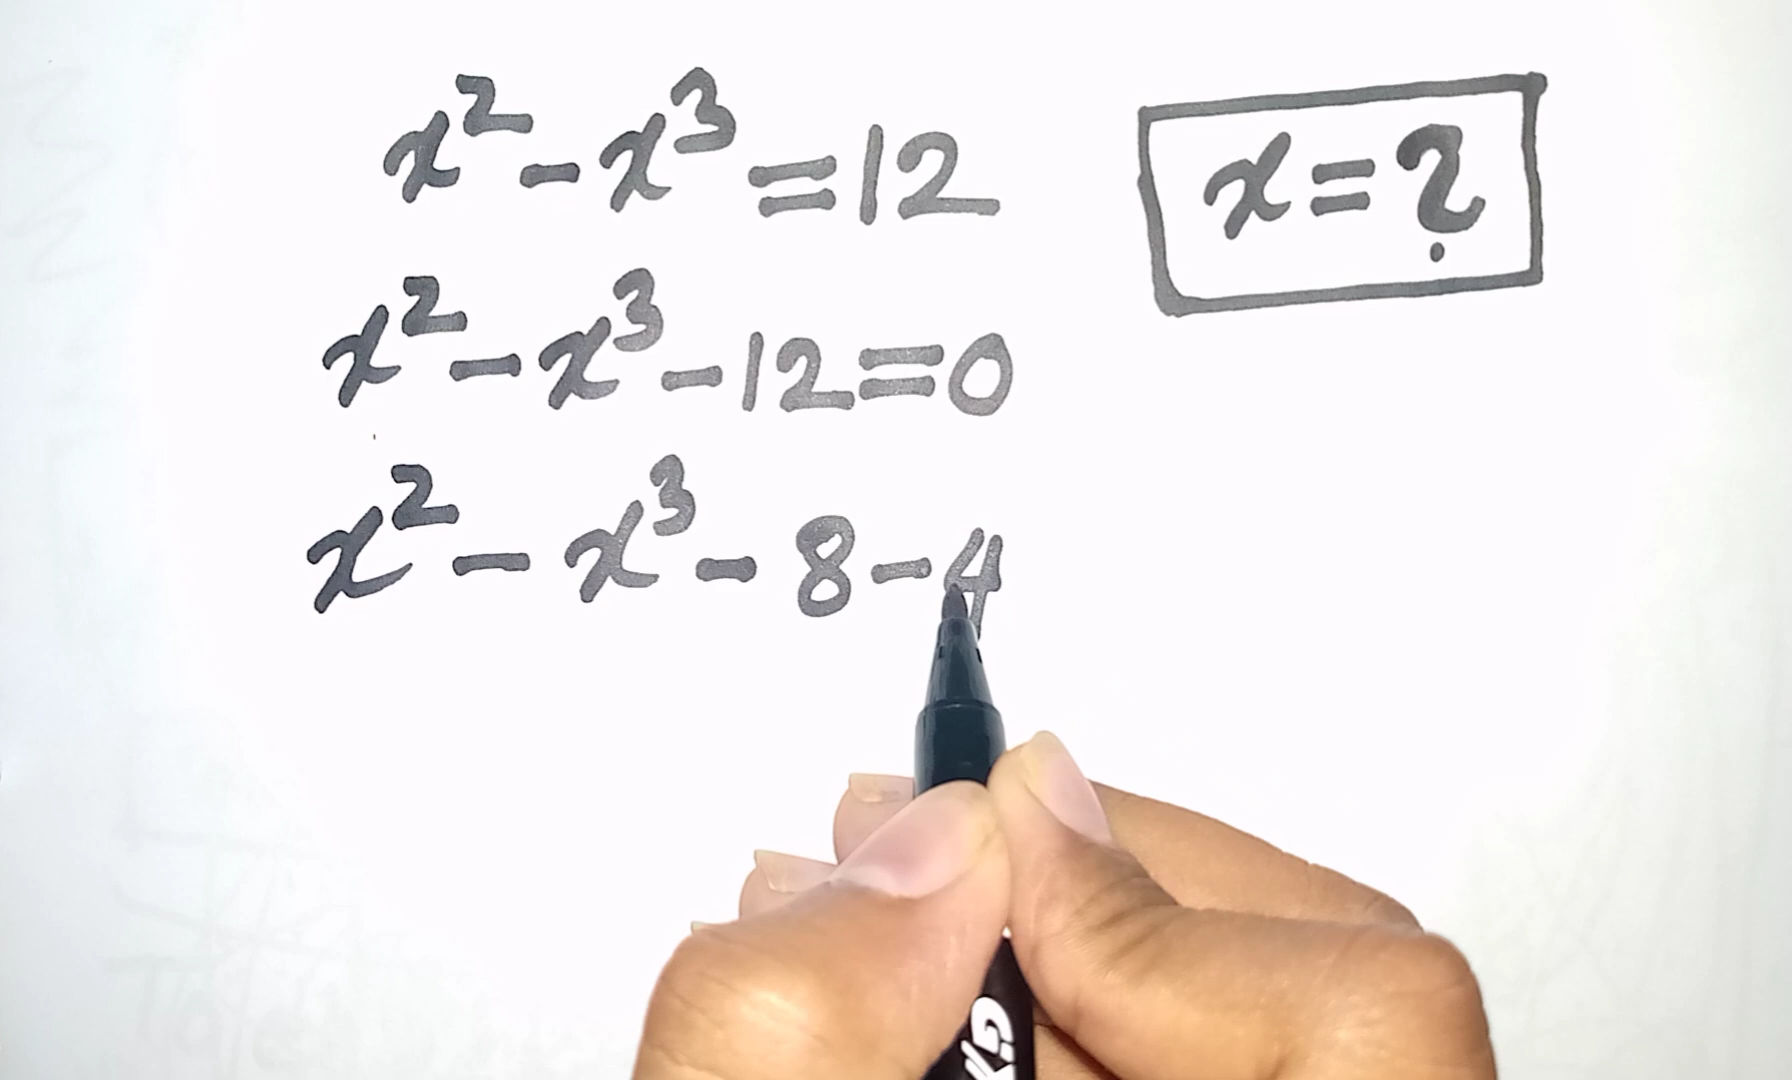 x² - x³ = 12
x = ?
x² - x³ - 12 = 0
x² - x³ - 8 - 4